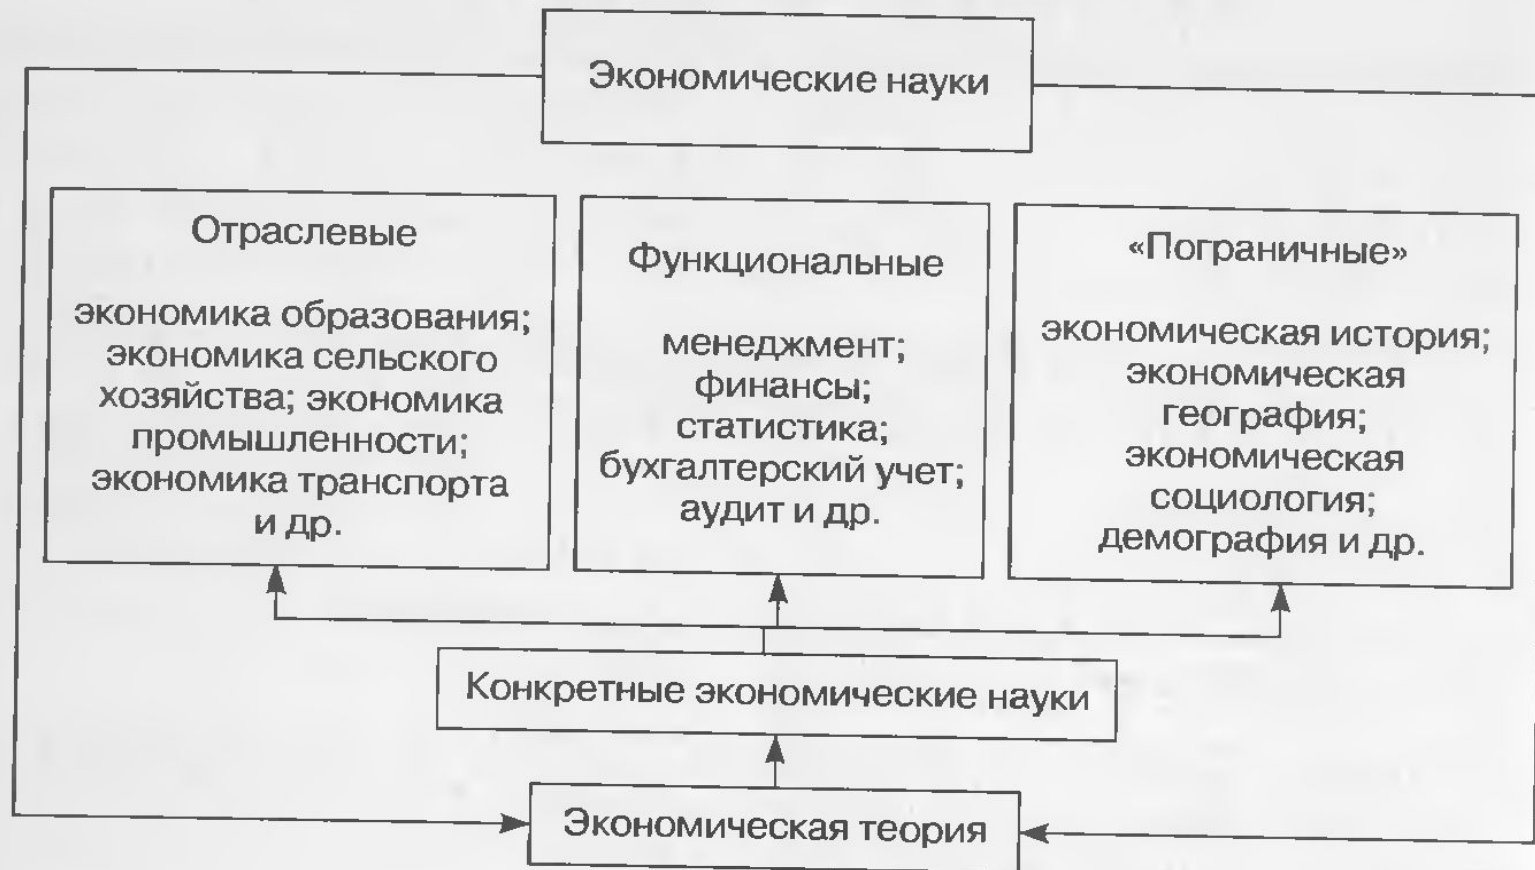 Экономические науки
Отраслевые
экономика образования;
экономика сельского
хозяйства; экономика
промышленности;
экономика транспорта
и др.
Функциональные
менеджмент;
финансы;
статистика;
бухгалтерский учет;
аудит и др.
«Пограничные»
экономическая история;
экономическая
география;
экономическая
социология;
демография и др.
Конкретные экономические науки
Экономическая теория